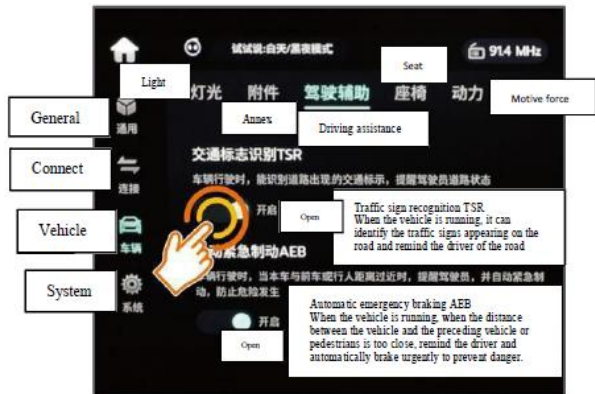 试试说:白天/黑夜模式
91.4 MHz
Seat
Light
灯光 附件 驾驶辅助 座椅 动力
Motive force
Annex
Driving assistance
General
通用
交通标志识别TSR
Connect
连接
车辆行驶时，能识别道路出现的交通标示，提醒驾驶员道路状态
开启
Open
Traffic sign recognition TSR
When the vehicle is running, it can
identify the traffic signs appearing on the
road and remind the driver of the road
Vehicle
车辆
紧急制动AEB
System
系统
辆行驶时，当本车与前车或行人距离过近时，提醒驾驶员，并自动紧急制
动，防止危险发生
开启
Open
Automatic emergency braking AEB
When the vehicle is running, when the distance
between the vehicle and the preceding vehicle or
pedestrians is too close, remind the driver and
automatically brake urgently to prevent danger.